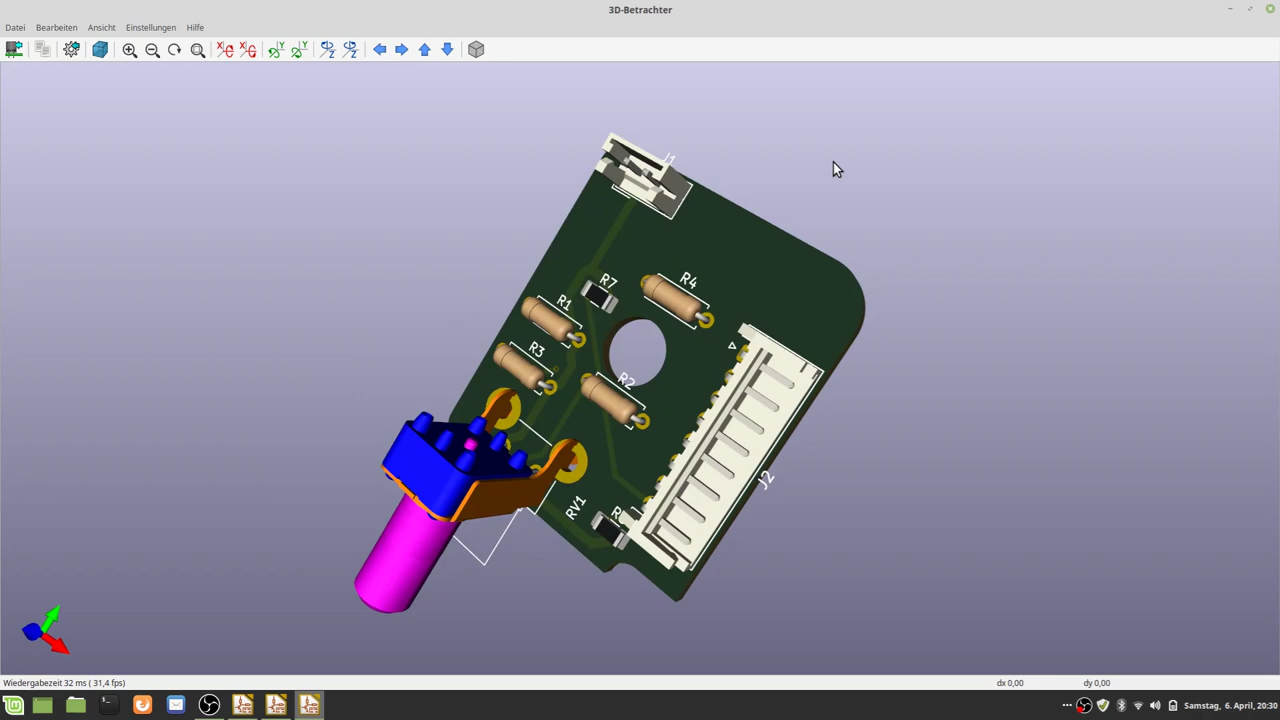 3D-Betrachter
Datei Bearbeiten Ansicht Einstellungen Hilfe
J1
R7
R4
R1
R3
R2
J2
RV1
Wiedergabezeit 32 ms ( 31,4 fps) dx 0,00 dy 0,00
Samstag, 6. April, 20:30